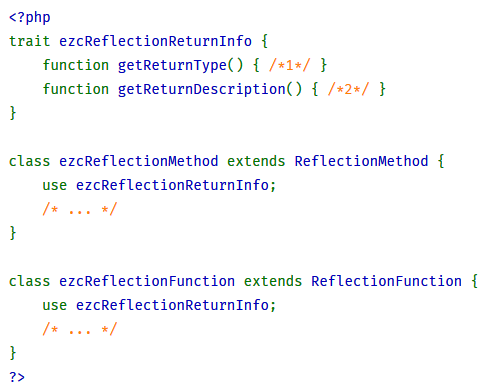 <?php
trait ezcReflectionReturnInfo {
    function getReturnType() { /*1*/ }
    function getReturnDescription() { /*2*/ }
}

class ezcReflectionMethod extends ReflectionMethod {
    use ezcReflectionReturnInfo;
    /* ... */
}

class ezcReflectionFunction extends ReflectionFunction {
    use ezcReflectionReturnInfo;
    /* ... */
}
?>